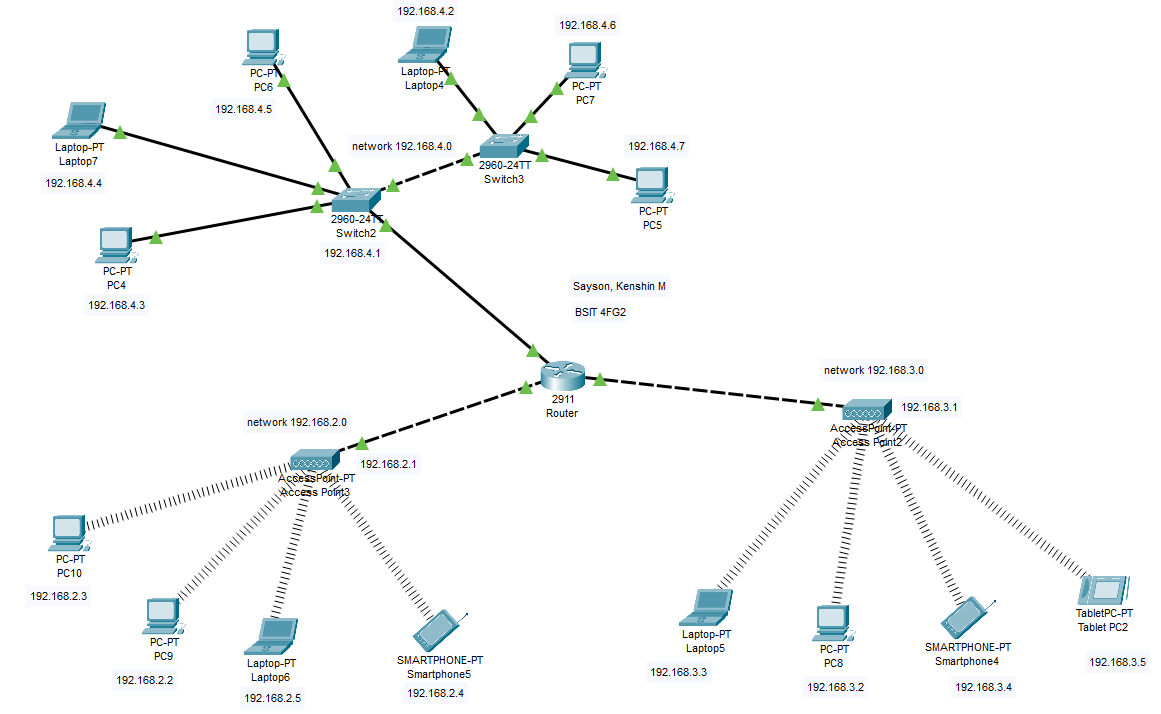 192.168.4.2
192.168.4.6
PC-PT
PC6
Laptop-PT
Laptop4
PC-PT
PC7
192.168.4.5
Laptop-PT
Laptop7
network 192.168.4.0
192.168.4.7
2960-24TT
Switch3
192.168.4.4
PC-PT
PC5
2960-24TT
Switch2
192.168.4.1
PC-PT
PC4
192.168.4.3
Sayson, Kenshin M
BSIT 4FG2
network 192.168.3.0
2911
Router
192.168.3.1
network 192.168.2.0
AccessPoint-PT
Access Point2
192.168.2.1
AccessPoint-PT
Access Point3
PC-PT
PC10
192.168.2.3
PC-PT
PC9
192.168.2.2
Laptop-PT
Laptop6
192.168.2.5
SMARTPHONE-PT
Smartphone5
192.168.2.4
Laptop-PT
Laptop5
192.168.3.3
PC-PT
PC8
192.168.3.2
SMARTPHONE-PT
Smartphone4
192.168.3.4
TabletPC-PT
Tablet PC2
192.168.3.5